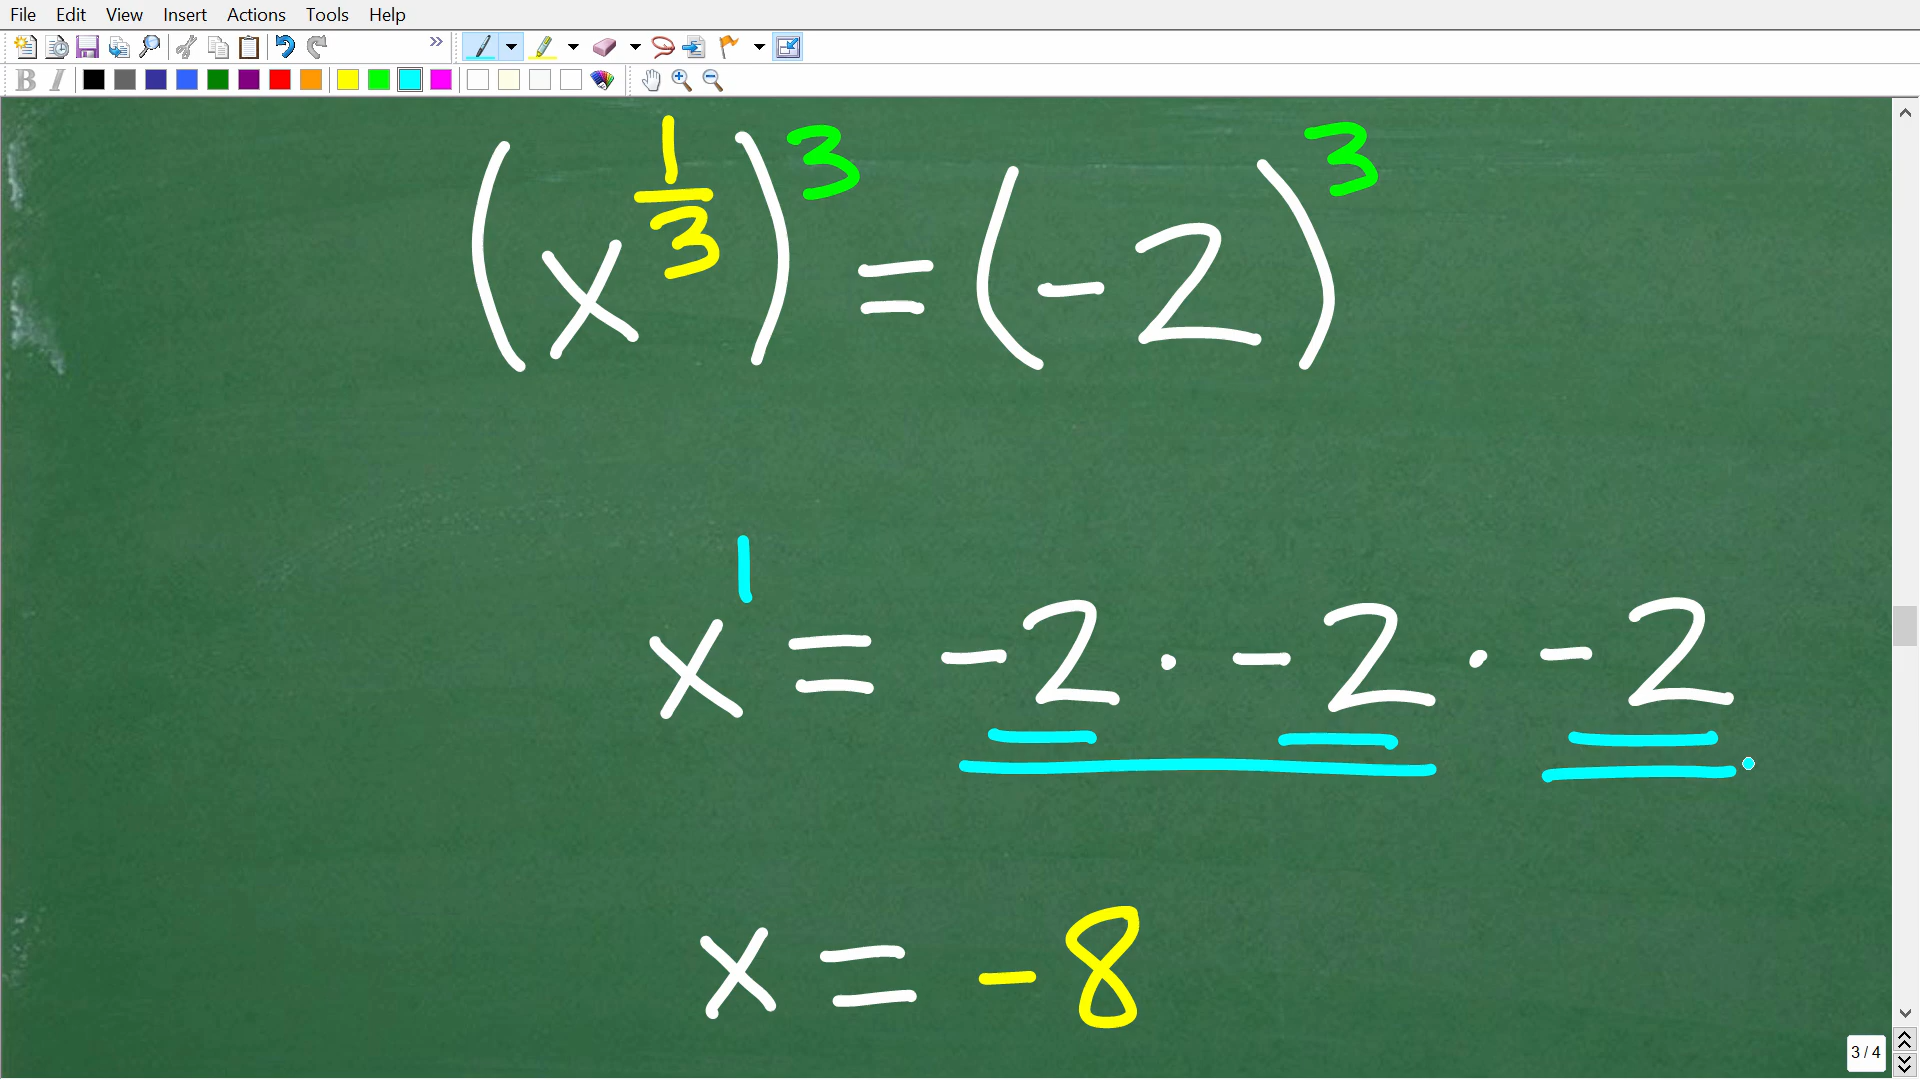 File Edit View Insert Actions Tools Help
B I
(x^{1/3})^3 = (-2)^3
x^1 = -2 · -2 · -2
x = -8
3 / 4